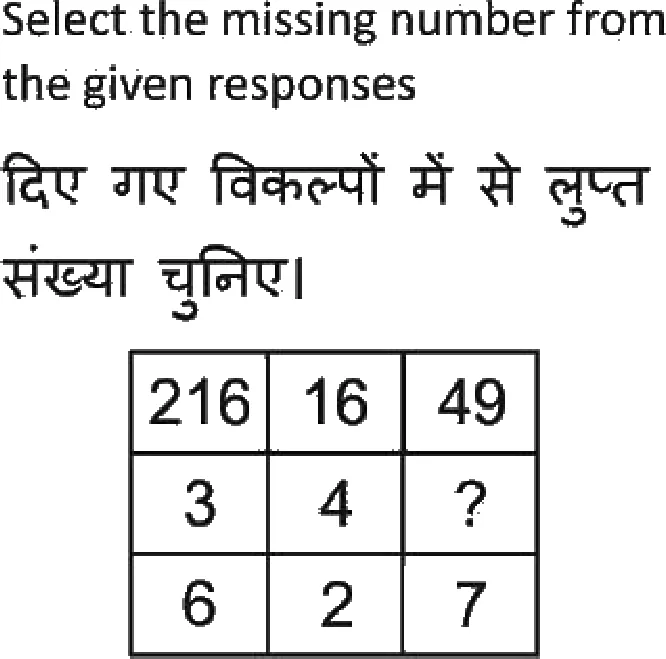 Select the missing number from
the given responses
दिए गए विकल्पों में से लुप्त
संख्या चुनिए।
216 16 49
3 4 ?
6 2 7